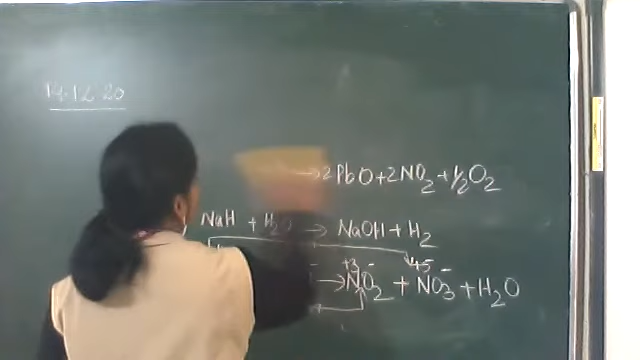 14.12.20
→ 2PbO + 2NO₂ + 1/2O₂
NaH + H₂O → NaOH + H₂
+3 +5
→ NO₂⁻ + NO₃⁻ + H₂O